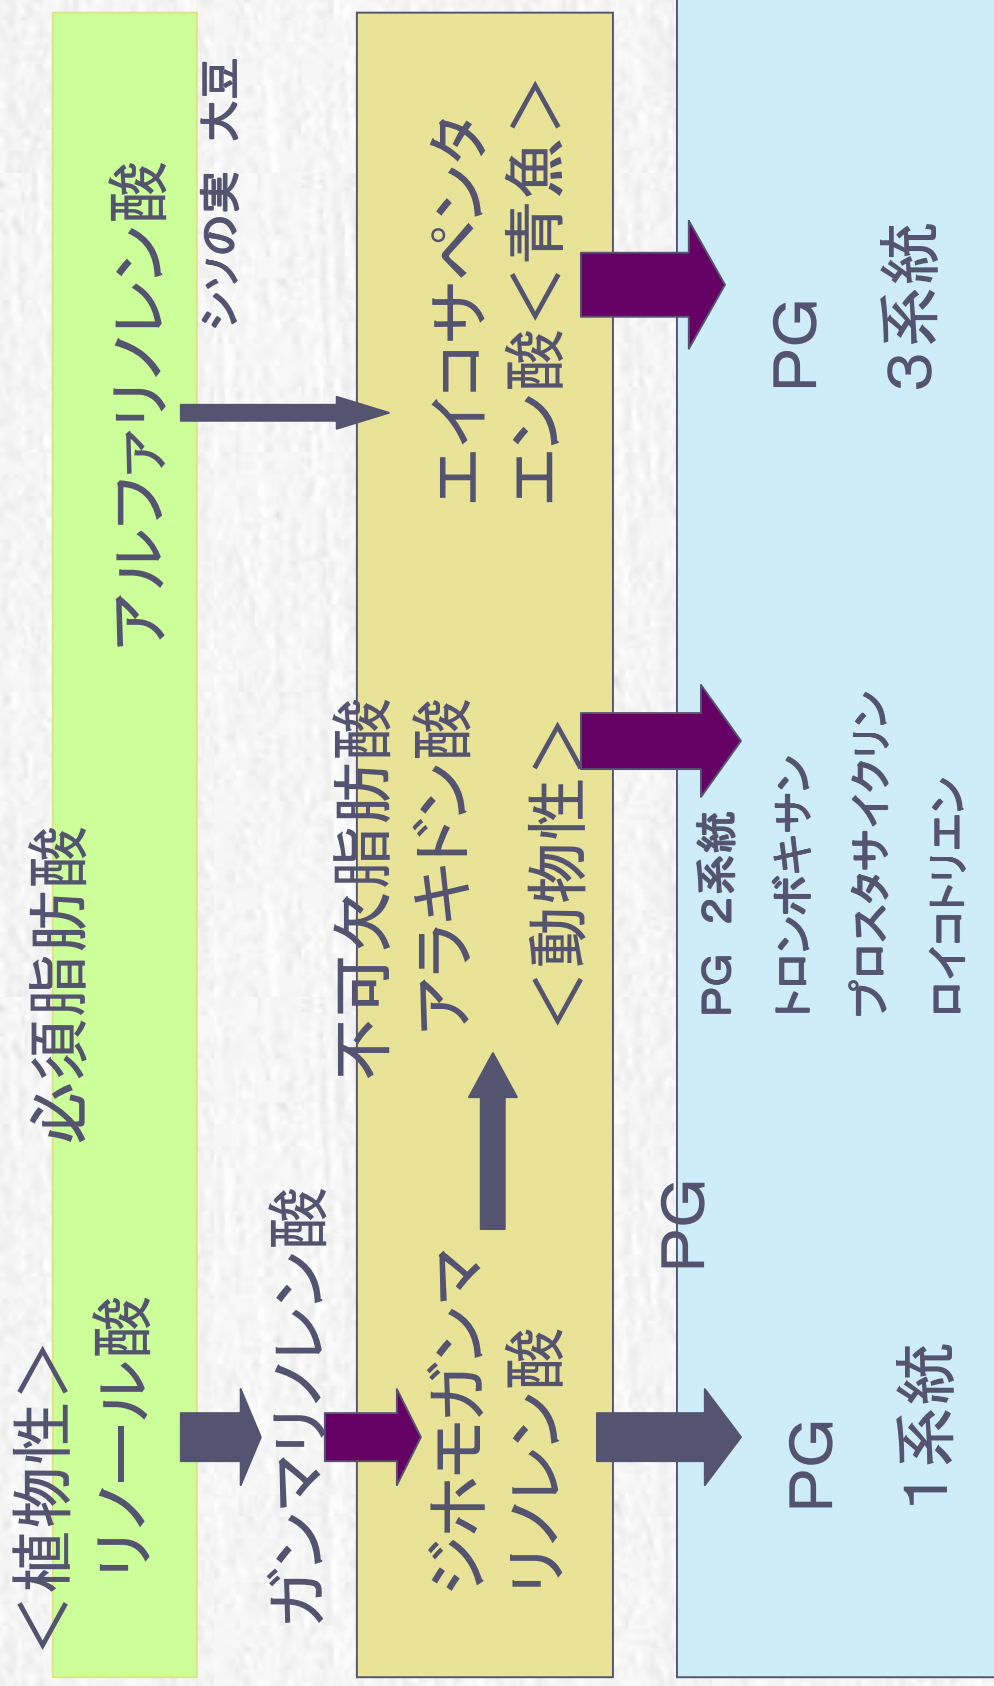 ＜植物性＞
必須脂肪酸
リノール酸
アルファリノレン酸
シソの実 大豆
ガンマリノレン酸
不可欠脂肪酸
ジホモガンマ
リノレン酸
アラキドン酸
＜動物性＞
エイコサペンタ
エン酸＜青魚＞
PG
PG
１系統
PG ２系統
トロンボキサン
プロスタサイクリン
ロイコトリエン
PG
３系統